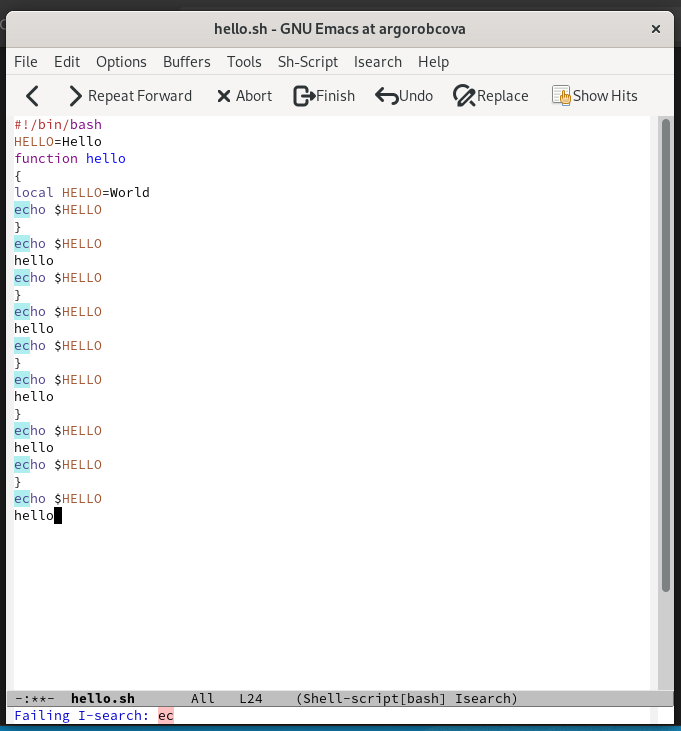 hello.sh - GNU Emacs at argorobcova
File Edit Options Buffers Tools Sh-Script Isearch Help
Repeat Forward Abort Finish Undo Replace Show Hits
#!/bin/bash
HELLO=Hello
function hello
{
local HELLO=World
echo $HELLO
}
echo $HELLO
hello
echo $HELLO
}
echo $HELLO
hello
echo $HELLO
}
echo $HELLO
hello
}
echo $HELLO
hello
echo $HELLO
}
echo $HELLO
hello
-:**- hello.sh All L24 (Shell-script[bash] Isearch)
Failing I-search: ec